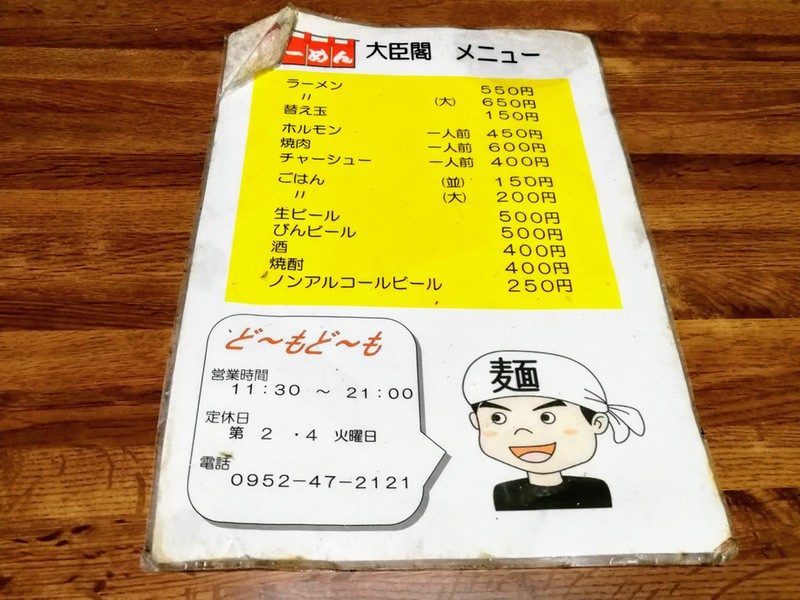 ーめん 大臣閣 メニュー
ラーメン 550円
〃 (大) 650円
替え玉 150円
ホルモン 一人前 450円
焼肉 一人前 600円
チャーシュー 一人前 400円
ごはん (並) 150円
〃 (大) 200円
生ビール 500円
びんビール 500円
酒 400円
焼酎 400円
ノンアルコールビール 250円
ど〜もど〜も
営業時間
11:30 〜 21:00
定休日
第 2 ・4 火曜日
電話
0952-47-2121
麺